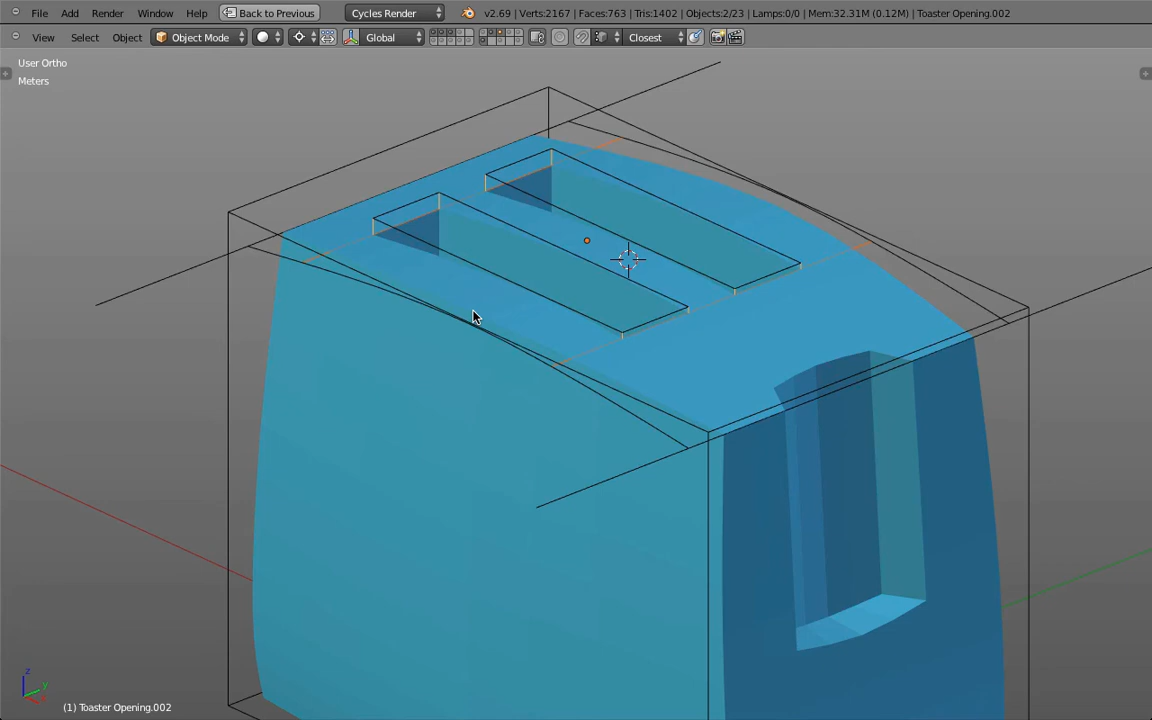 File Add Render Window Help Back to Previous Cycles Render v2.69 | Verts:2167 | Faces:763 | Tris:1402 | Objects:2/23 | Lamps:0/0 | Mem:32.31M (0.12M) | Toaster Opening.002
View Select Object Object Mode Global Closest
User Ortho
Meters
z
y
(1) Toaster Opening.002